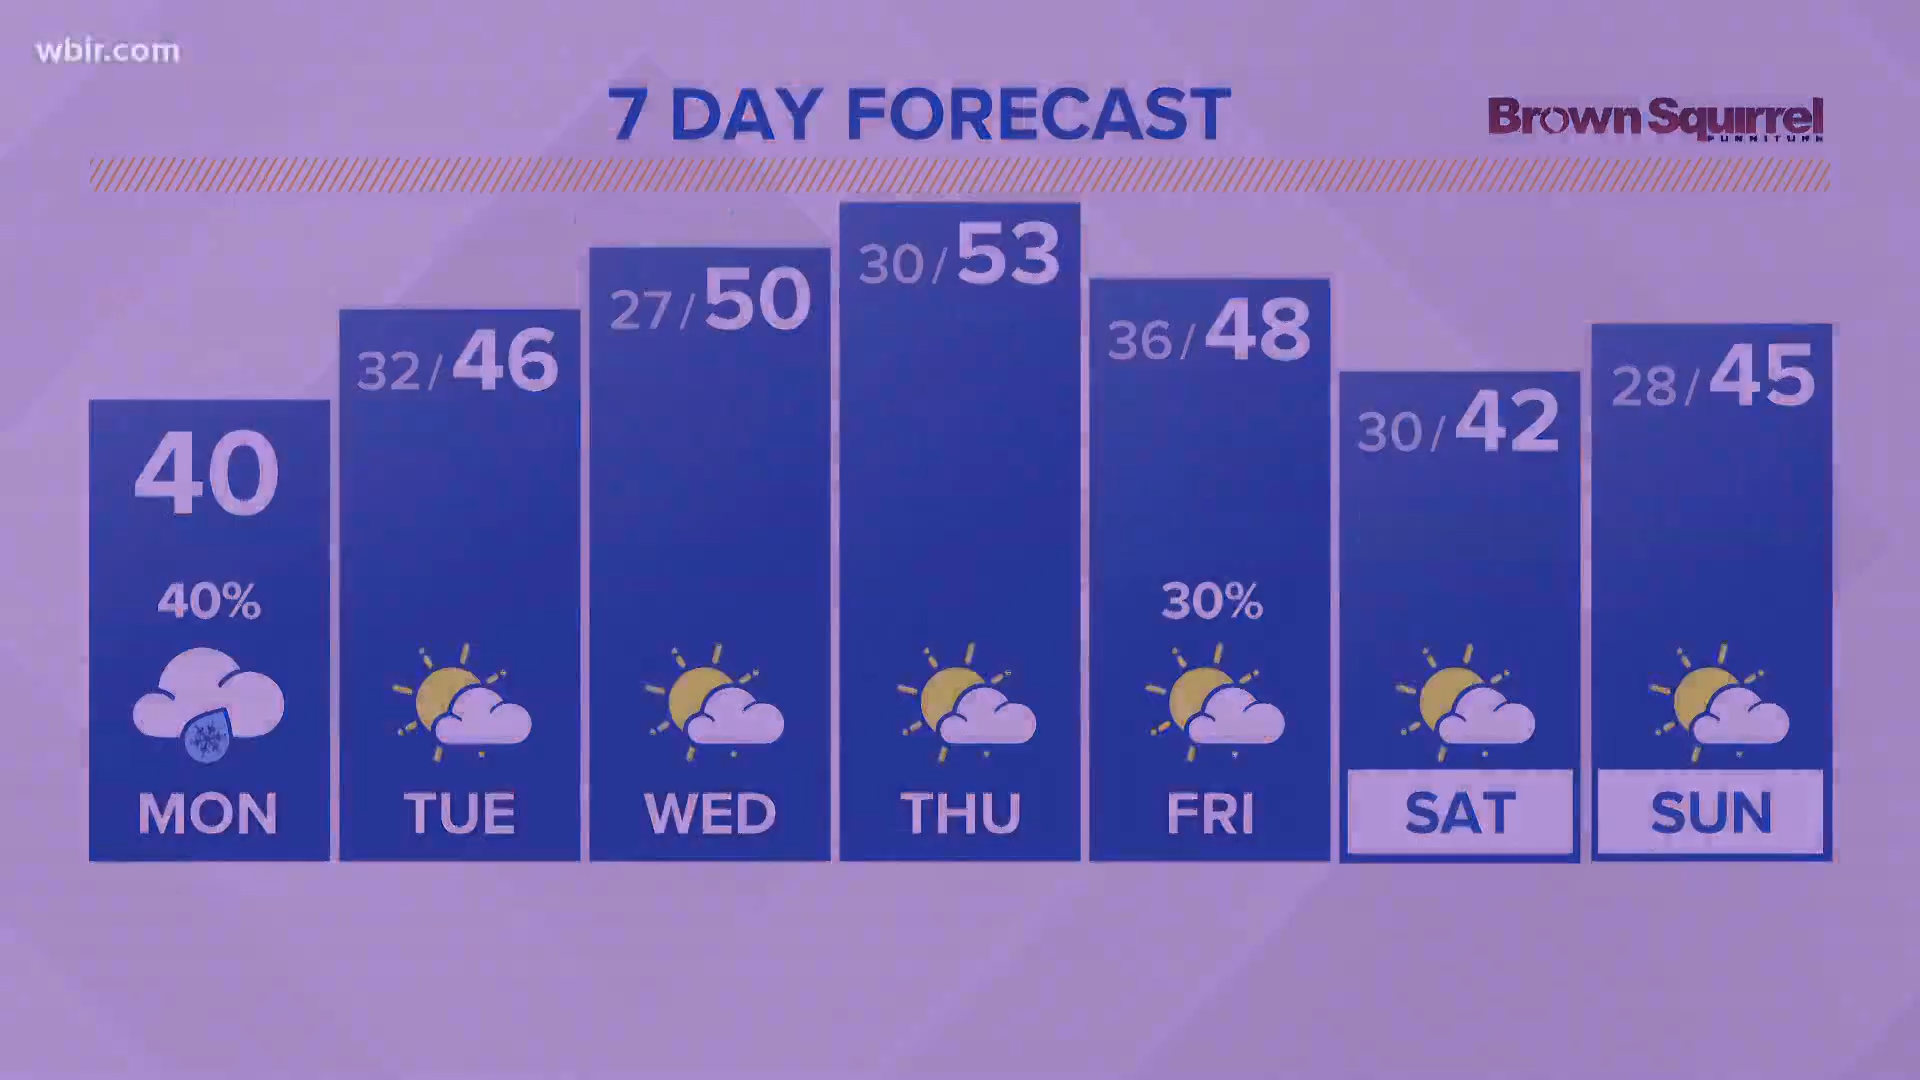 wbir.com
7 DAY FORECAST
Brown Squirrel
FURNITURE
40
40%
MON
32/46
TUE
27/50
WED
30/53
THU
36/48
30%
FRI
30/42
SAT
28/45
SUN